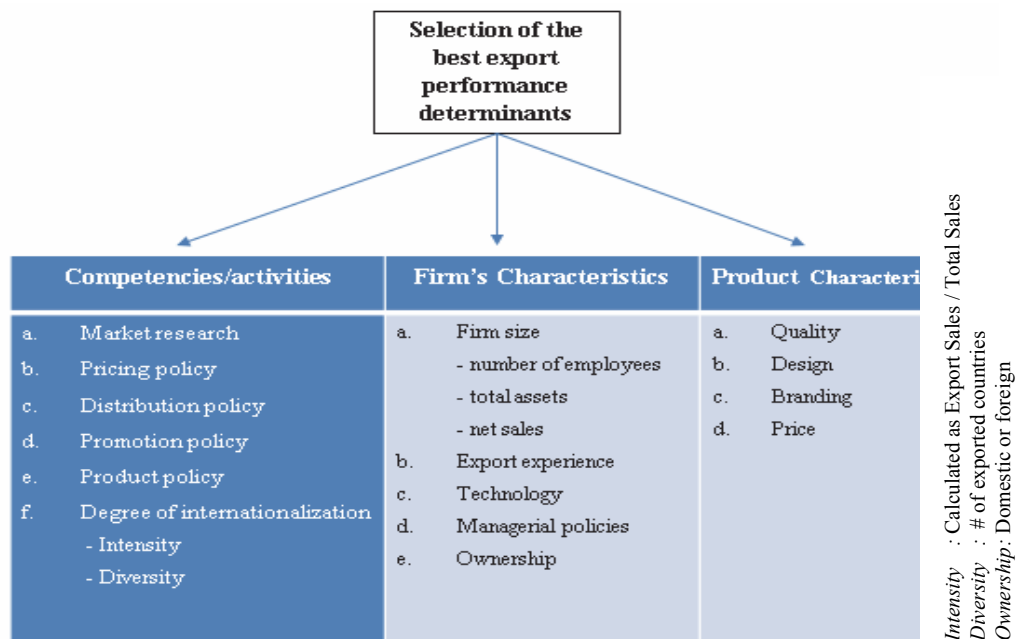 Selection of the
best export
performance
determinants
Competencies/activities
a. Market research
b. Pricing policy
c. Distribution policy
d. Promotion policy
e. Product policy
f. Degree of internationalization
- Intensity
- Diversity
Firm's Characteristics
a. Firm size
- number of employees
- total assets
- net sales
b. Export experience
c. Technology
d. Managerial policies
e. Ownership
Product Characteri
a. Quality
b. Design
c. Branding
d. Price
Intensity : Calculated as Export Sales / Total Sales
Diversity : # of exported countries
Ownership: Domestic or foreign